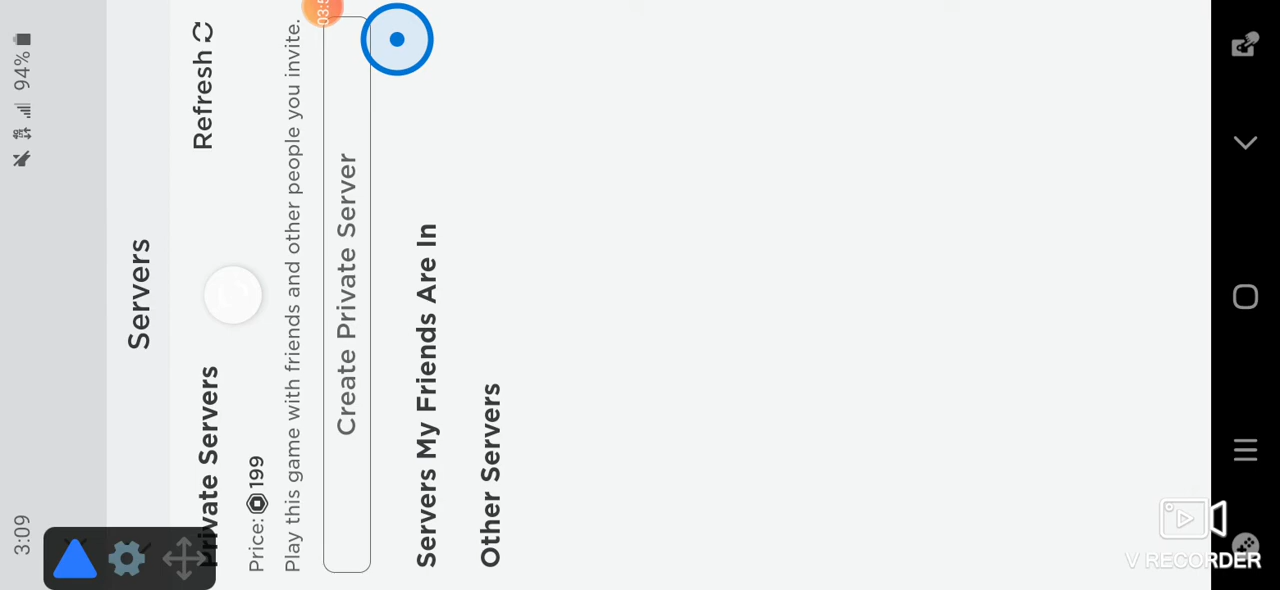 3:09
94%
Servers
Private Servers
Refresh
Price: 199
Play this game with friends and other people you invite.
Create Private Server
Servers My Friends Are In
Other Servers
V RECORDER